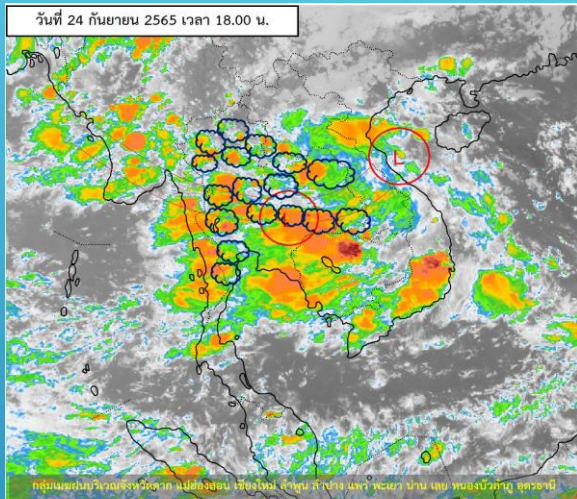 วันที่ 24 กันยายน 2565 เวลา 18.00 น.
L
กลุ่มเมฆฝนบริเวณจังหวัดตาก แม่ฮ่องสอน เชียงใหม่ ลำพูน ลำปาง แพร่ พะเยา น่าน เลย หนองบัวลำภู อุดรธานี